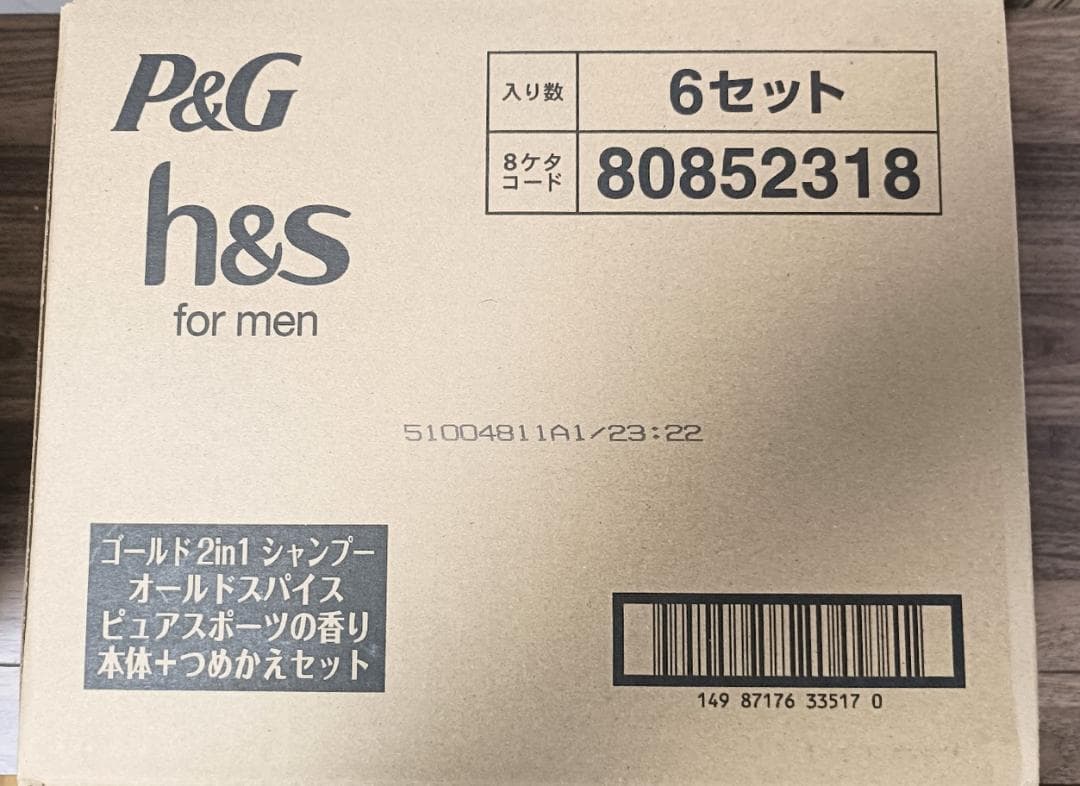 P&G
h&s
for men
入り数
6セット
8ケタ
コード
80852318
51004811A1/23:22
ゴールド2in1 シャンプー
オールドスパイス
ピュアスポーツの香り
本体+つめかえセット
149 87176 33517 0